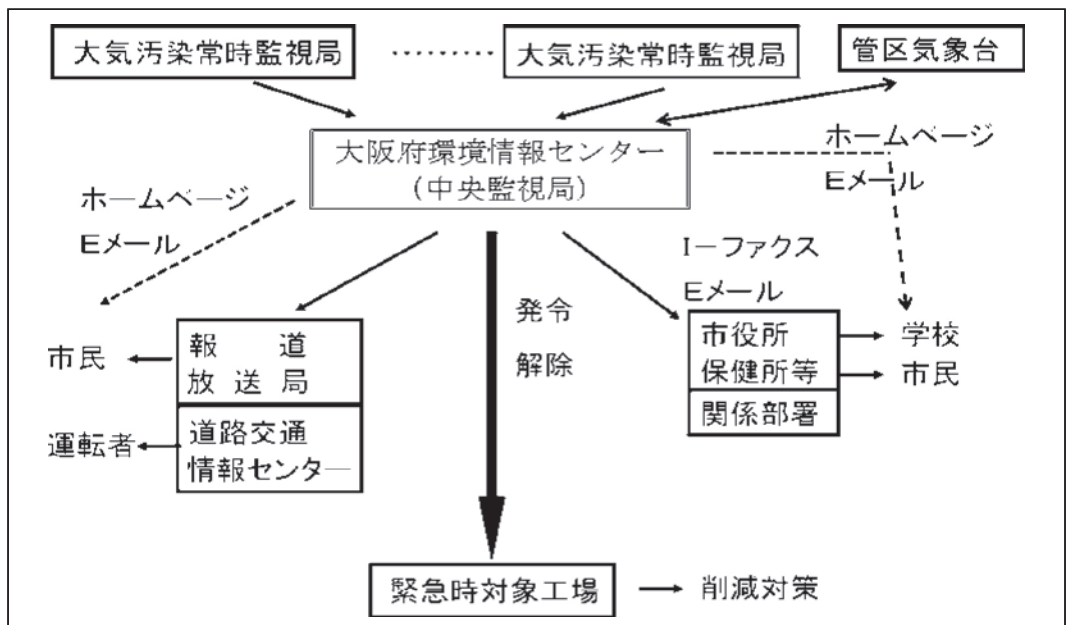 大気汚染常時監視局
大気汚染常時監視局
管区気象台
大阪府環境情報センター
（中央監視局）
ホームページ
Eメール
ホームページ
Eメール
I－ファクス
Eメール
発令
解除
市民
報　道
放送局
運転者
道路交通
情報センター
市役所
保健所等
関係部署
学校
市民
緊急時対象工場
削減対策